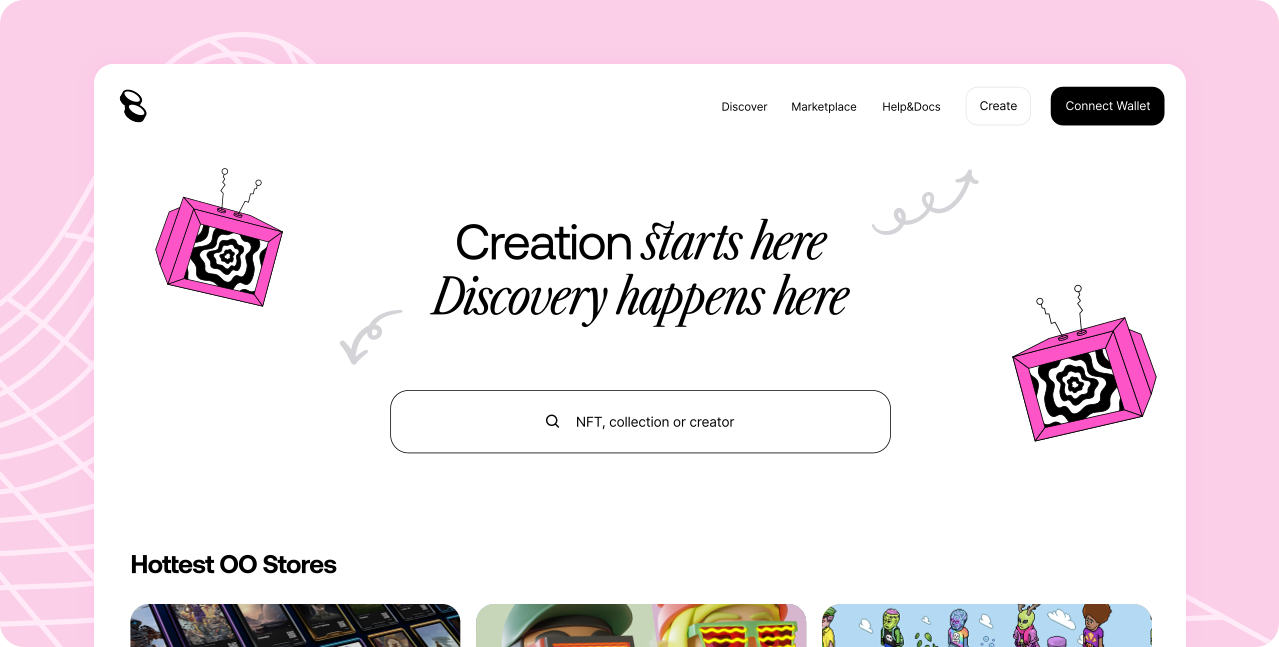 Discover Marketplace Help&Docs Create Connect Wallet
Creation starts here
Discovery happens here
NFT, collection or creator
Hottest OO Stores